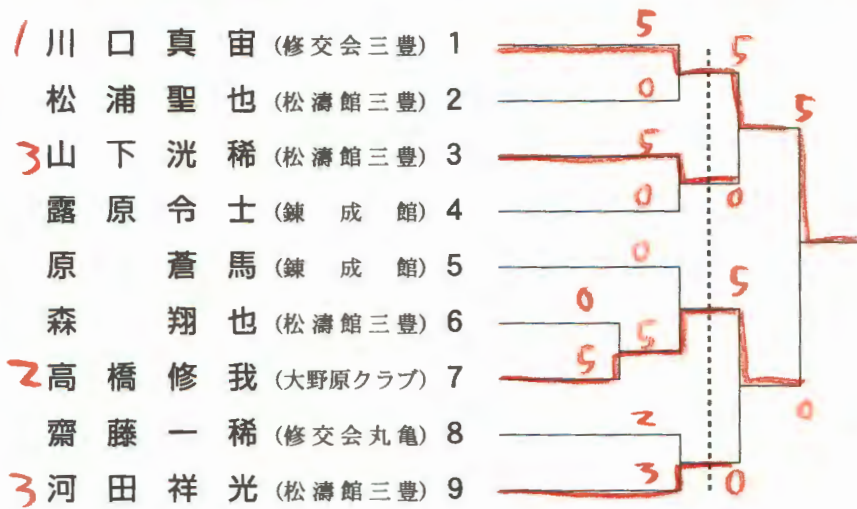 5
1 川口真宙 (修交会三豊) 1
5
0
松浦聖也 (松濤館三豊) 2
5
3 山下洸稀 (松濤館三豊) 3
5
0
露原令士 (錬成館) 4
0
原蒼馬 (錬成館) 5
0
5
0
森翔也 (松濤館三豊) 6
5
5
2 高橋修我 (大野原クラブ) 7
0
齋藤一稀 (修交会丸亀) 8
2
3 河田祥光 (松濤館三豊) 9
3
0